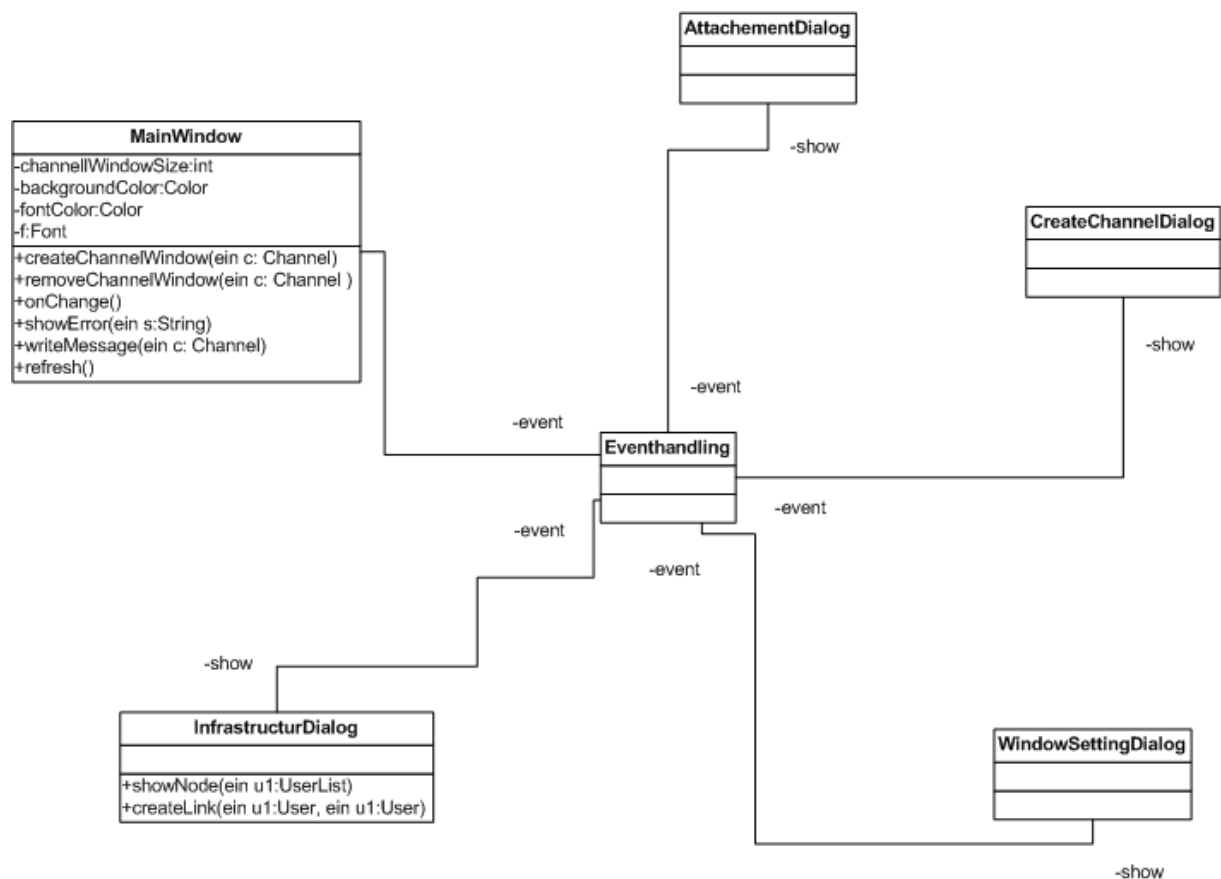 AttachementDialog
-show
MainWindow
-channellWindowSize:int
-backgroundColor:Color
-fontColor:Color
-f:Font
+createChannelWindow(ein c: Channel)
+removeChannelWindow(ein c: Channel )
+onChange()
+showError(ein s:String)
+writeMessage(ein c: Channel)
+refresh()
CreateChannelDialog
-show
-event
-event
Eventhandling
-event
-event
-event
-show
InfrastructurDialog
+showNode(ein u1:UserList)
+createLink(ein u1:User, ein u1:User)
WindowSettingDialog
-show